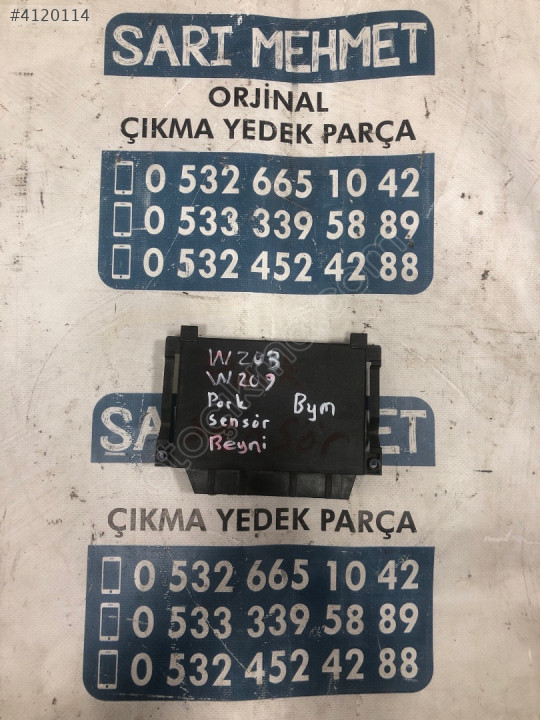 #4120114
SARI MEHMET
ORJİNAL
ÇIKMA YEDEK PARÇA
0 532 665 10 42
0 533 339 58 89
0 532 452 42 88
W203
W209
Park
Bym
Sensör
Beyni
SARI MEHMET
ÇIKMA YEDEK PARÇA
0 532 665 10 42
0 533 339 58 89
0 532 452 42 88